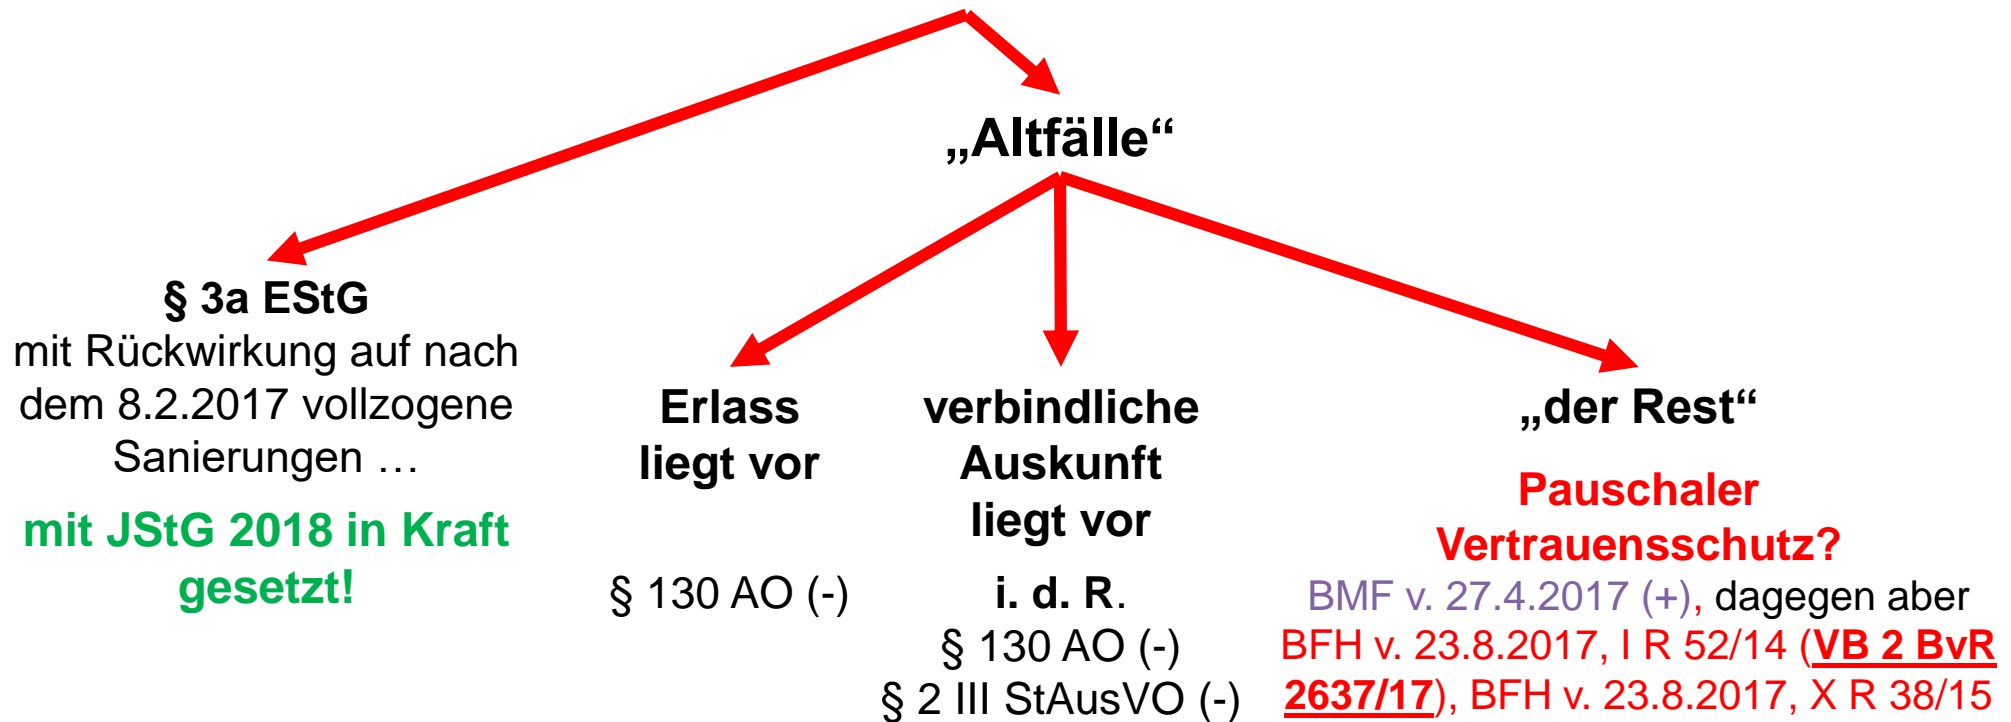 „Altfälle“
§ 3a EStG
mit Rückwirkung auf nach
dem 8.2.2017 vollzogene
Sanierungen …
mit JStG 2018 in Kraft
gesetzt!
Erlass
liegt vor
§ 130 AO (-)
verbindliche
Auskunft
liegt vor
i. d. R.
§ 130 AO (-)
§ 2 III StAusVO (-)
„der Rest“
Pauschaler
Vertrauensschutz?
BMF v. 27.4.2017 (+), dagegen aber
BFH v. 23.8.2017, I R 52/14 (VB 2 BvR
2637/17), BFH v. 23.8.2017, X R 38/15